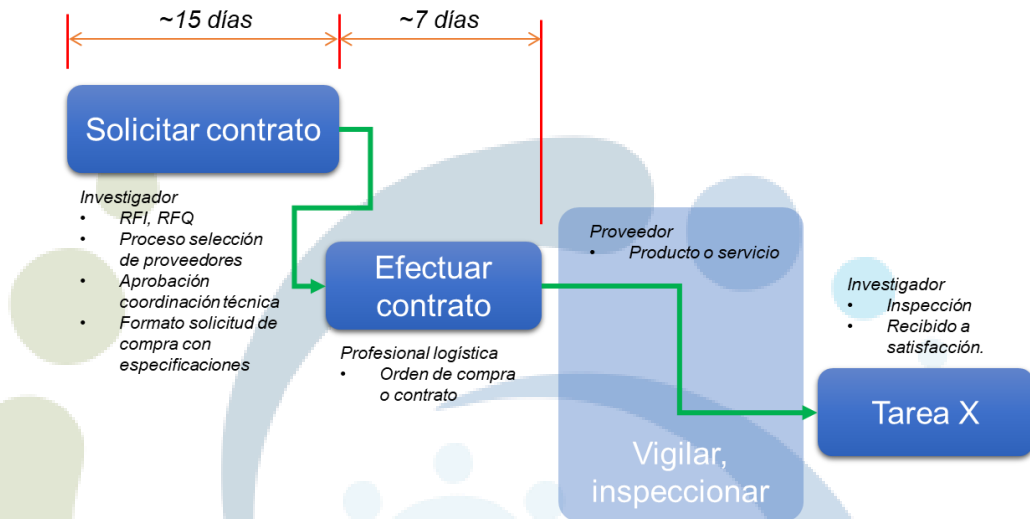 ~15 días
~7 días
Solicitar contrato
Investigador
• RFI, RFQ
• Proceso selección
de proveedores
• Aprobación
coordinación técnica
• Formato solicitud de
compra con
especificaciones
Efectuar
contrato
Profesional logística
• Orden de compra
o contrato
Proveedor
• Producto o servicio
Vigilar,
inspeccionar
Investigador
• Inspección
• Recibido a
satisfacción.
Tarea X